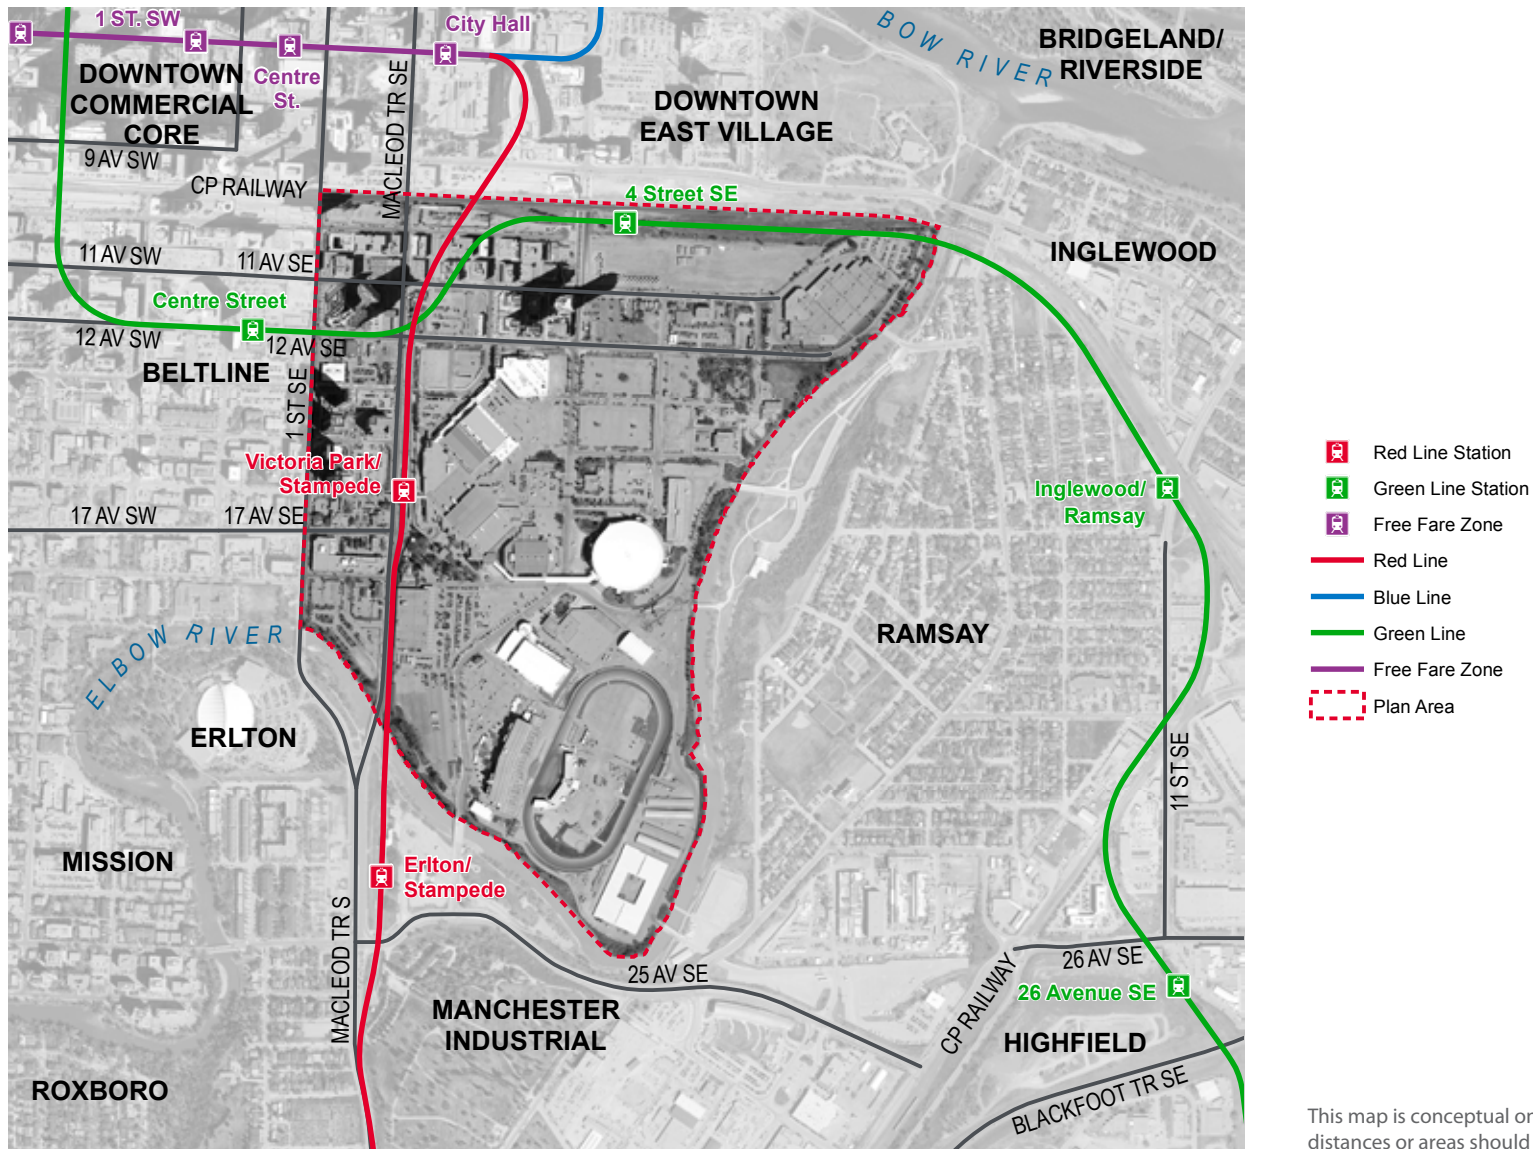 1 ST. SW
City Hall
Centre
St.
DOWNTOWN
COMMERCIAL
CORE
MACLEOD TR SE
DOWNTOWN
EAST VILLAGE
BOW RIVER
BRIDGELAND/
RIVERSIDE
9 AV SW
CP RAILWAY
4 Street SE
INGLEWOOD
11 AV SW
11 AV SE
Centre Street
12 AV SW
12 AV SE
BELTLINE
1 ST SE
Victoria Park/
Stampede
17 AV SW
17 AV SE
Inglewood/
Ramsay
ELBOW RIVER
RAMSAY
ERLTON
11 ST SE
MISSION
Erlton/
Stampede
MACLEOD TR S
25 AV SE
26 AV SE
CP RAILWAY
26 Avenue SE
MANCHESTER
INDUSTRIAL
HIGHFIELD
ROXBORO
BLACKFOOT TR SE
Red Line Station
Green Line Station
Free Fare Zone
Red Line
Blue Line
Green Line
Free Fare Zone
Plan Area
This map is conceptual or
distances or areas should